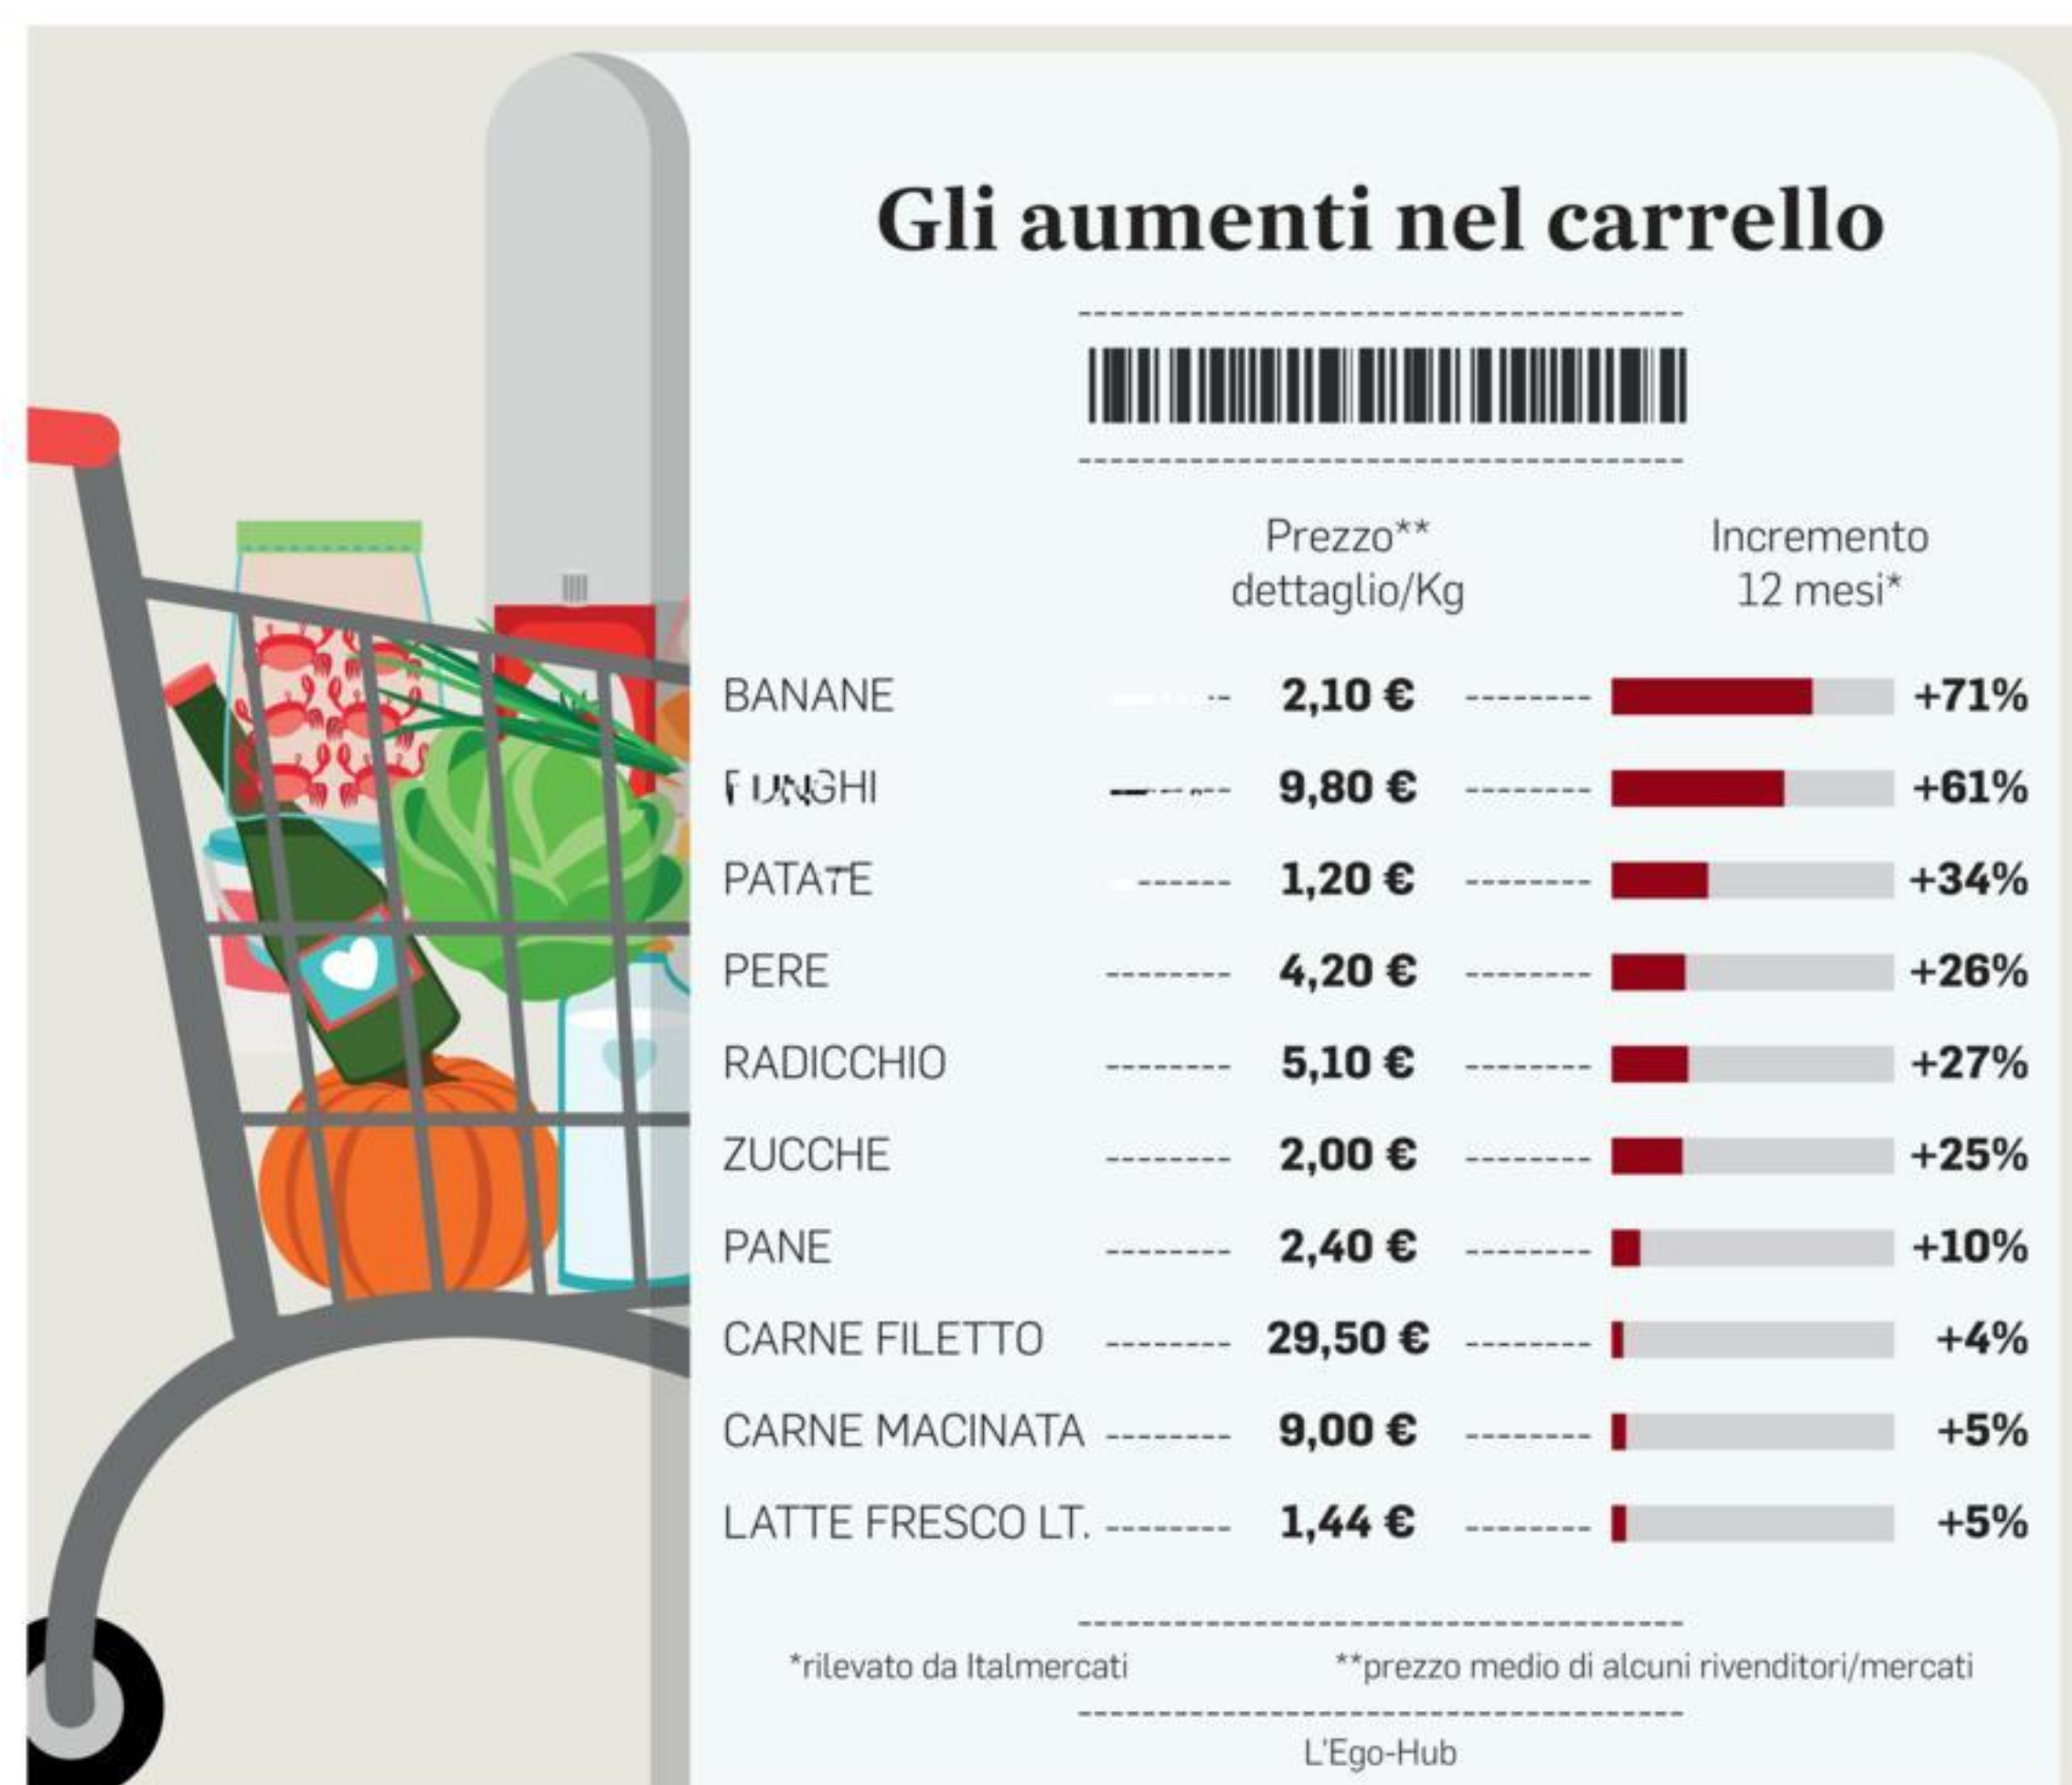 Gli aumenti nel carrello
Prezzo** Incremento
dettaglio/Kg 12 mesi*
BANANE 2,10 € +71%
FUNGHI 9,80 € +61%
PATATE 1,20 € +34%
PERE 4,20 € +26%
RADICCHIO 5,10 € +27%
ZUCCHE 2,00 € +25%
PANE 2,40 € +10%
CARNE FILETTO 29,50 € +4%
CARNE MACINATA 9,00 € +5%
LATTE FRESCO LT. 1,44 € +5%
*rilevato da Italmercati **prezzo medio di alcuni rivenditori/mercati
L'Ego-Hub